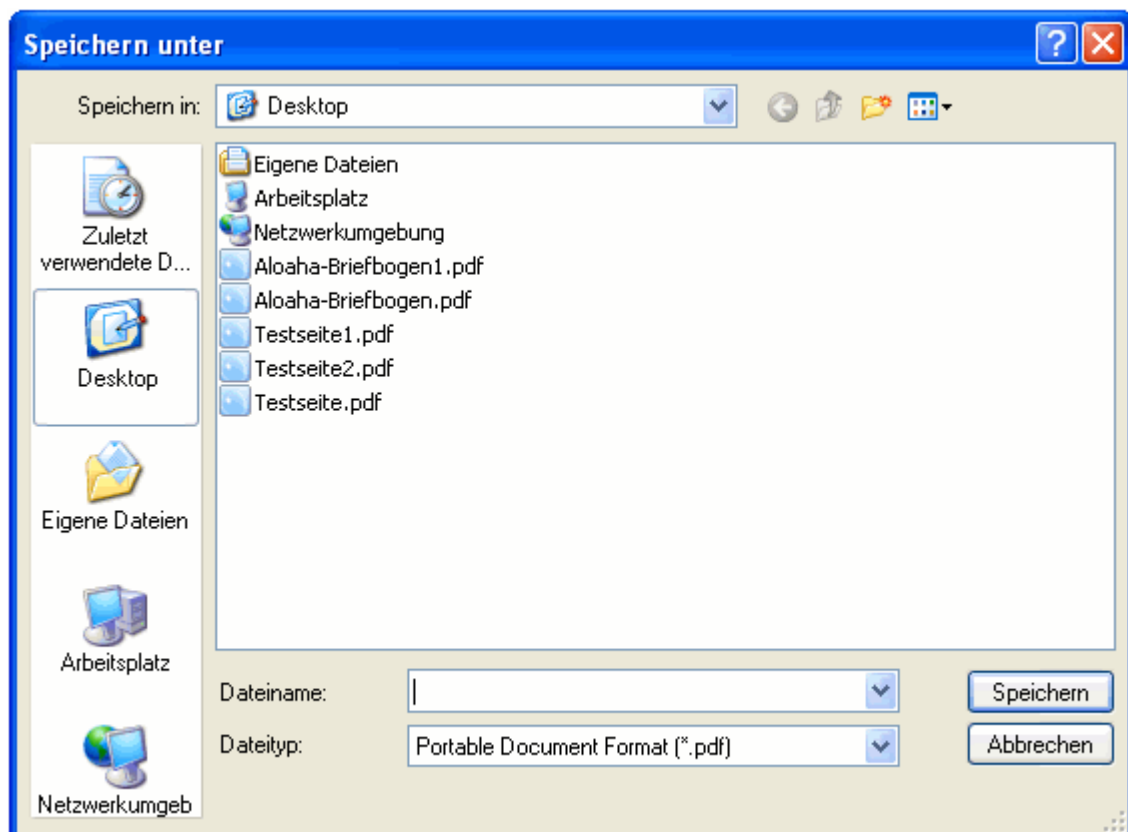 Speichern unter
Speichern in:
Desktop
Zuletzt
verwendete D...
Desktop
Eigene Dateien
Arbeitsplatz
Netzwerkumgeb
Eigene Dateien
Arbeitsplatz
Netzwerkumgebung
Aloaha-Briefbogen1.pdf
Aloaha-Briefbogen.pdf
Testseite1.pdf
Testseite2.pdf
Testseite.pdf
Dateiname:
Speichern
Dateityp:
Portable Document Format (*.pdf)
Abbrechen